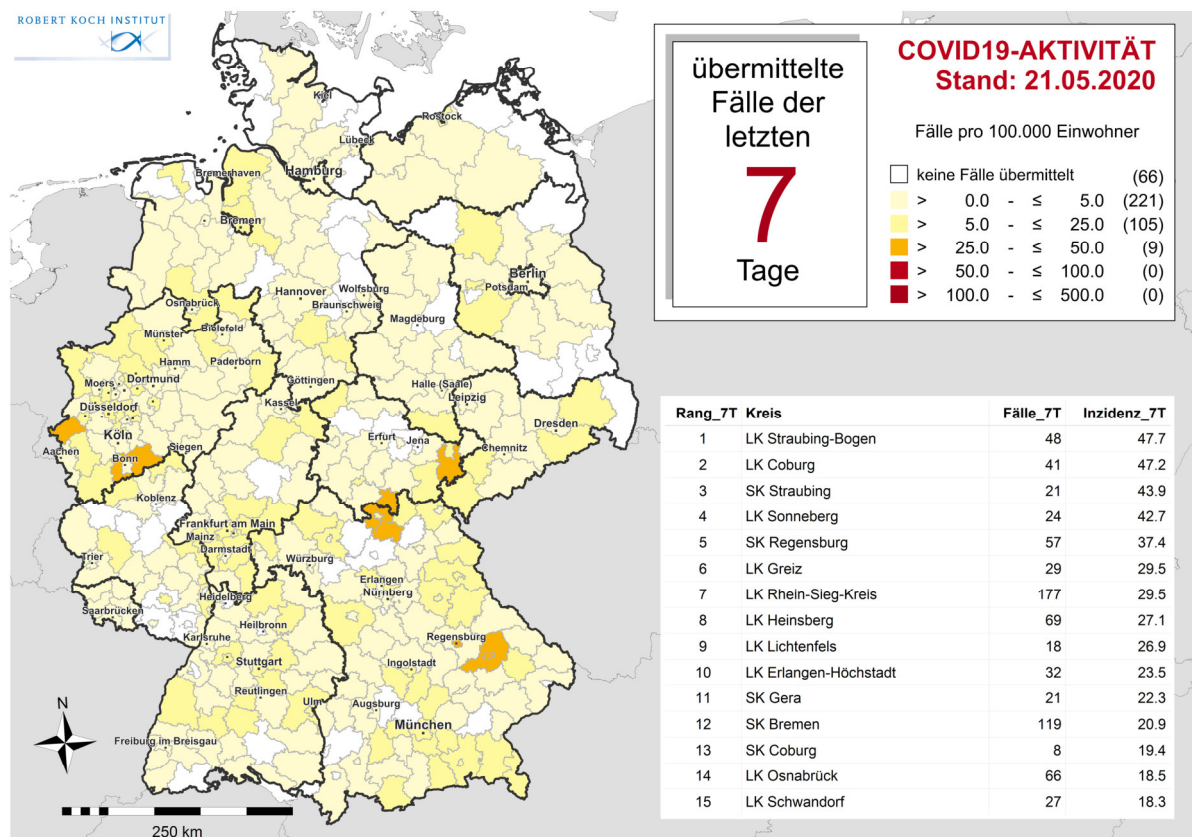 ROBERT KOCH INSTITUT
übermittelte
Fälle der
letzten
7
Tage
COVID19-AKTIVITÄT
Stand: 21.05.2020
Fälle pro 100.000 Einwohner
keine Fälle übermittelt (66)
> 0.0 - ≤ 5.0 (221)
> 5.0 - ≤ 25.0 (105)
> 25.0 - ≤ 50.0 (9)
> 50.0 - ≤ 100.0 (0)
> 100.0 - ≤ 500.0 (0)
Kiel
Rostock
Lübeck
Bremerhaven
Hamburg
Bremen
Berlin
Hannover
Wolfsburg
Potsdam
Braunschweig
Osnabrück
Magdeburg
Bielefeld
Münster
Hamm
Paderborn
Moers
Dortmund
Göttingen
Halle (Saale)
Düsseldorf
Kassel
Leipzig
Köln
Erfurt
Jena
Dresden
Siegen
Aachen
Bonn
Chemnitz
Koblenz
Frankfurt am Main
Mainz
Darmstadt
Trier
Würzburg
Erlangen
Nürnberg
Heidelberg
Saarbrücken
Heilbronn
Karlsruhe
Regensburg
Stuttgart
Ingolstadt
Reutlingen
Ulm
Augsburg
München
Freiburg im Breisgau
N
250 km
Rang_7T Kreis Fälle_7T Inzidenz_7T
1 LK Straubing-Bogen 48 47.7
2 LK Coburg 41 47.2
3 SK Straubing 21 43.9
4 LK Sonneberg 24 42.7
5 SK Regensburg 57 37.4
6 LK Greiz 29 29.5
7 LK Rhein-Sieg-Kreis 177 29.5
8 LK Heinsberg 69 27.1
9 LK Lichtenfels 18 26.9
10 LK Erlangen-Höchstadt 32 23.5
11 SK Gera 21 22.3
12 SK Bremen 119 20.9
13 SK Coburg 8 19.4
14 LK Osnabrück 66 18.5
15 LK Schwandorf 27 18.3